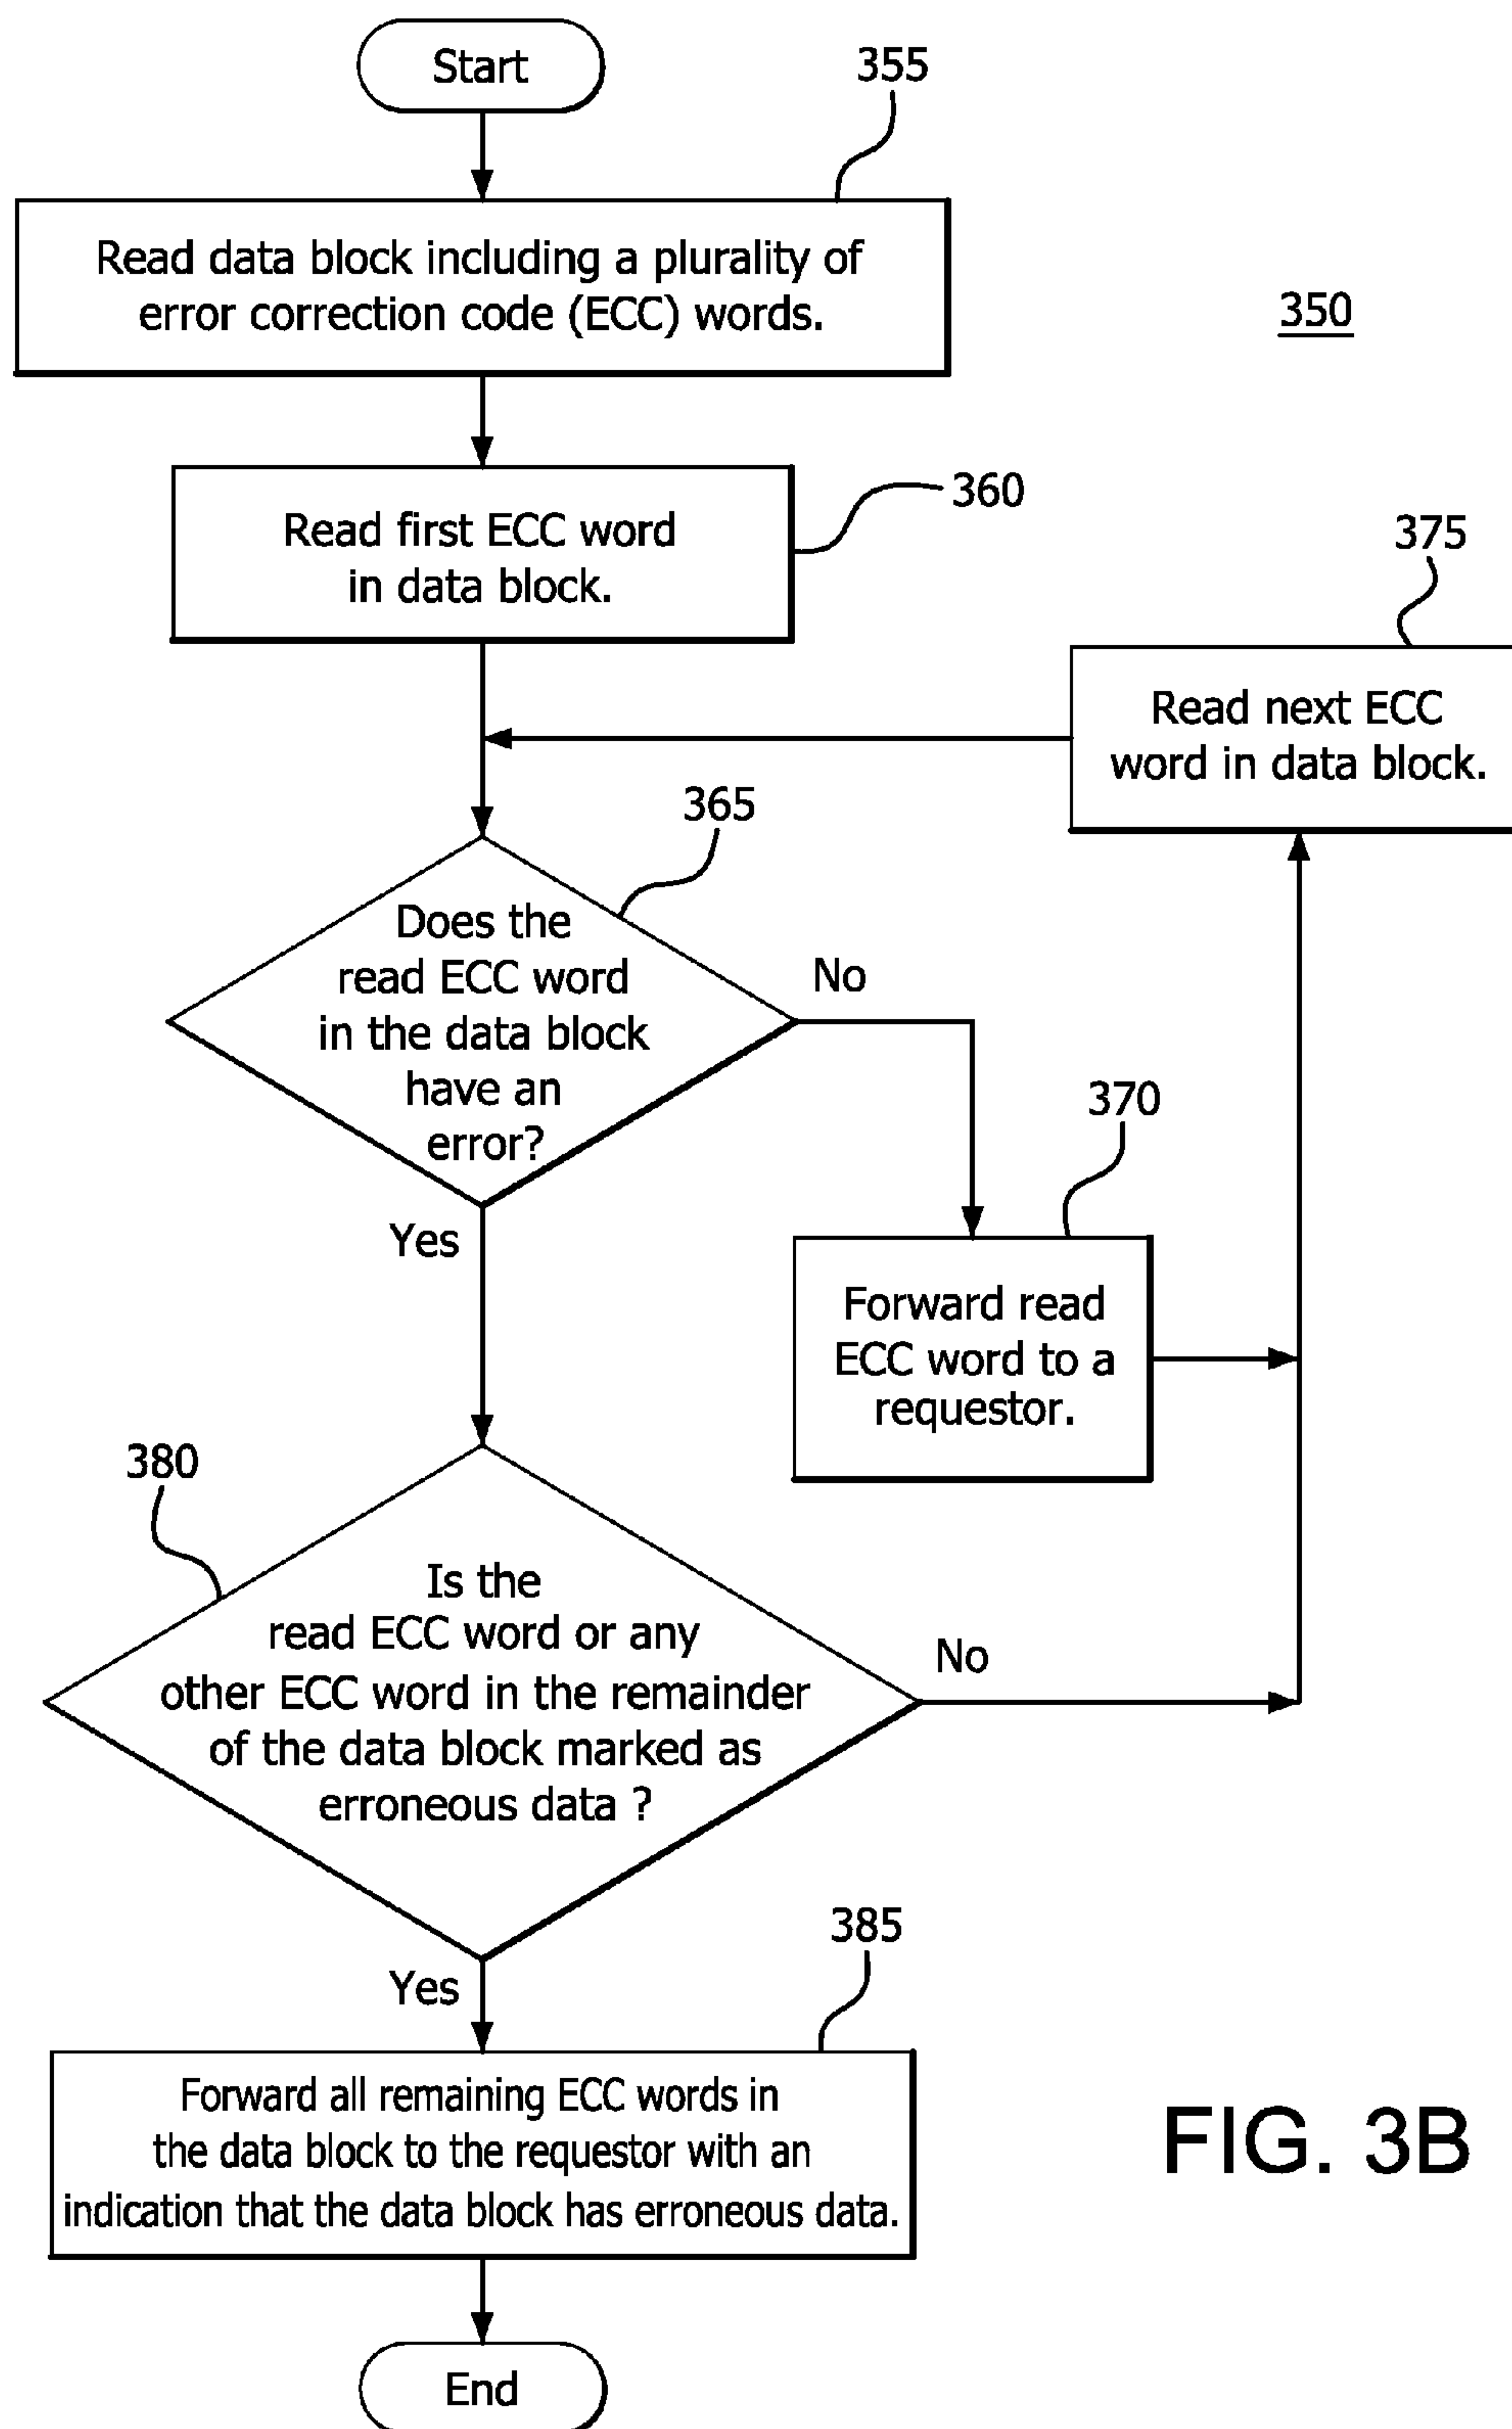 Start
355
Read data block including a plurality of
error correction code (ECC) words.
350
360
Read first ECC word
in data block.
375
Read next ECC
word in data block.
365
Does the
read ECC word
in the data block
have an
error?
No
370
Yes
Forward read
ECC word to a
requestor.
380
Is the
read ECC word or any
other ECC word in the remainder
of the data block marked as
erroneous data ?
No
385
Yes
Forward all remaining ECC words in
the data block to the requestor with an
indication that the data block has erroneous data.
FIG. 3B
End